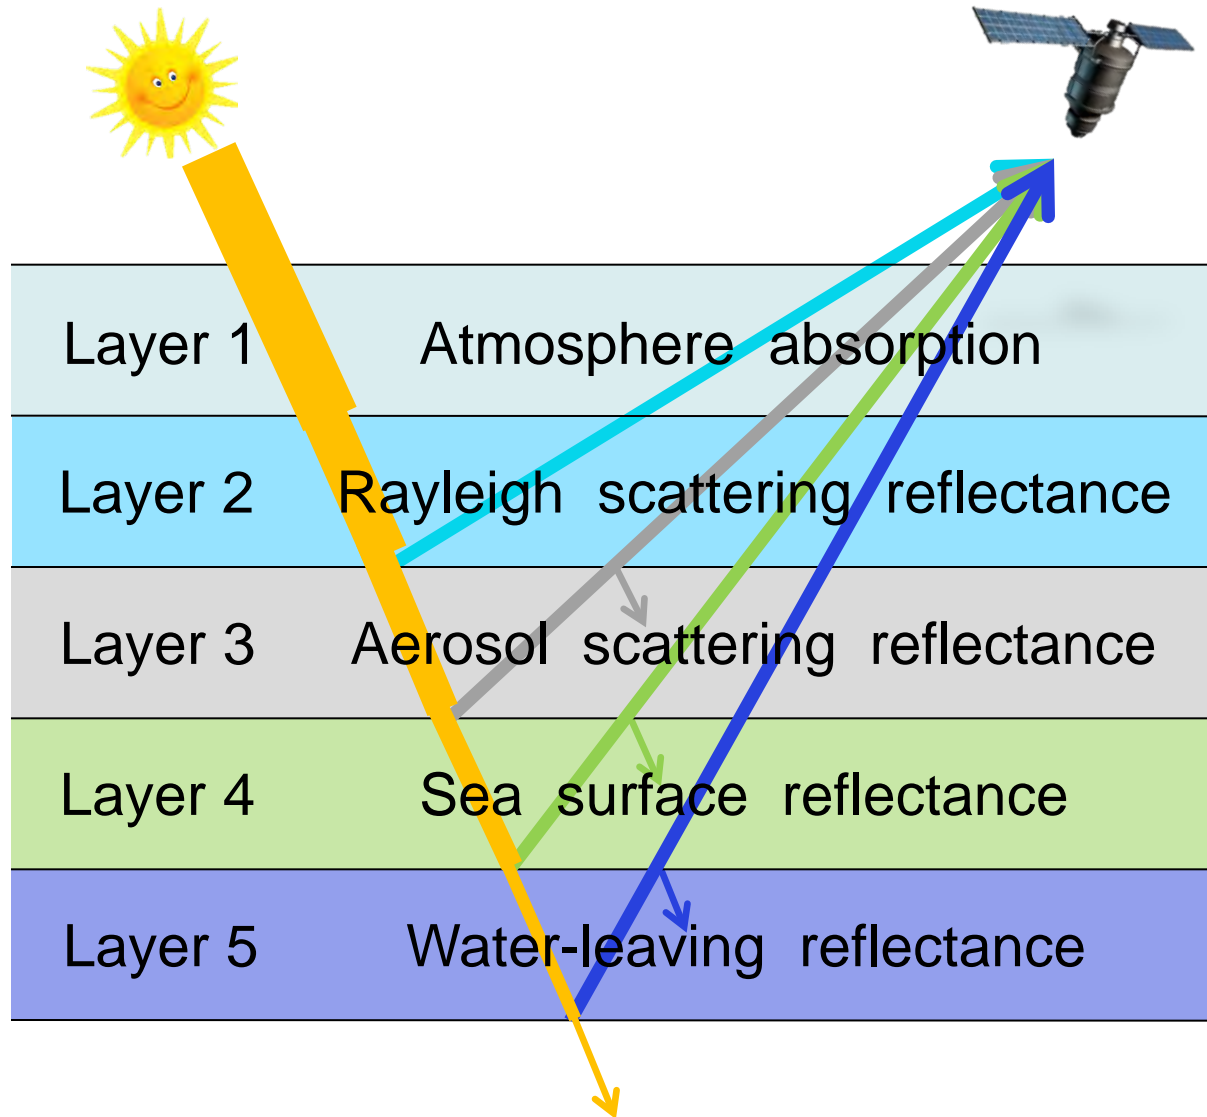 Layer 1 Atmosphere absorption
Layer 2 Rayleigh scattering reflectance
Layer 3 Aerosol scattering reflectance
Layer 4 Sea surface reflectance
Layer 5 Water-leaving reflectance